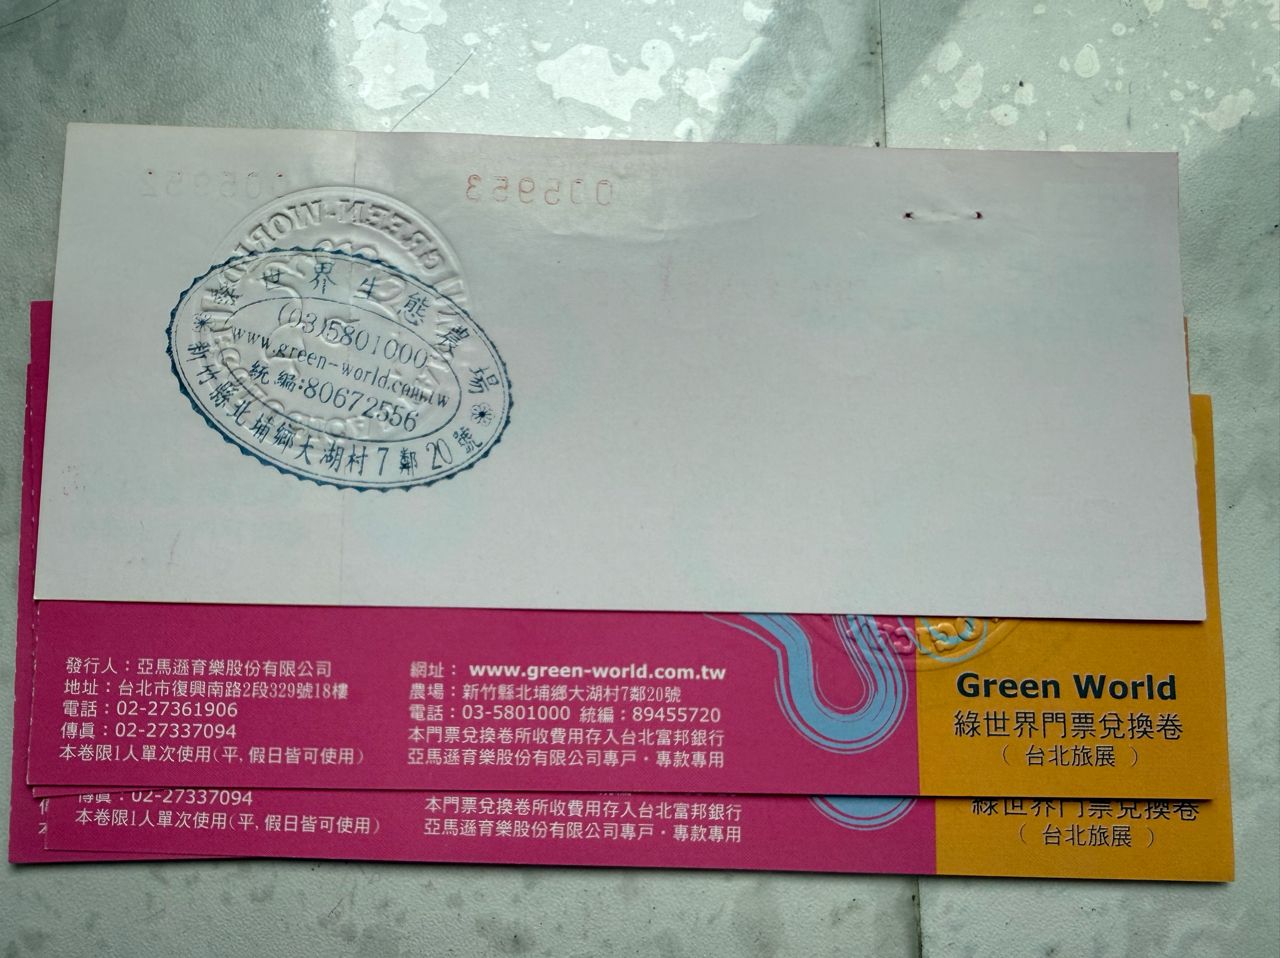 005952
005953
GREEN-WORLD
綠世界生態農場
(03)5801000
www.green-world.com.tw
統編:80672556
新竹縣北埔鄉大湖村7鄰20號
發行人：亞馬遜育樂股份有限公司
地址：台北市復興南路2段329號18樓
電話：02-27361906
傳眞：02-27337094
本卷限1人單次使用(平,假日皆可使用)
網址： www.green-world.com.tw
農場：新竹縣北埔鄉大湖村7鄰20號
電話：03-5801000 統編：89455720
本門票兌換卷所收費用存入台北富邦銀行
亞馬遜育樂股份有限公司專戶・專款專用
Green World
綠世界門票兌換卷
（ 台北旅展 ）
傳眞：02-27337094
本卷限1人單次使用(平,假日皆可使用)
本門票兌換卷所收費用存入台北富邦銀行
亞馬遜育樂股份有限公司專戶・專款專用
綠世界門票兌換卷
（ 台北旅展 ）